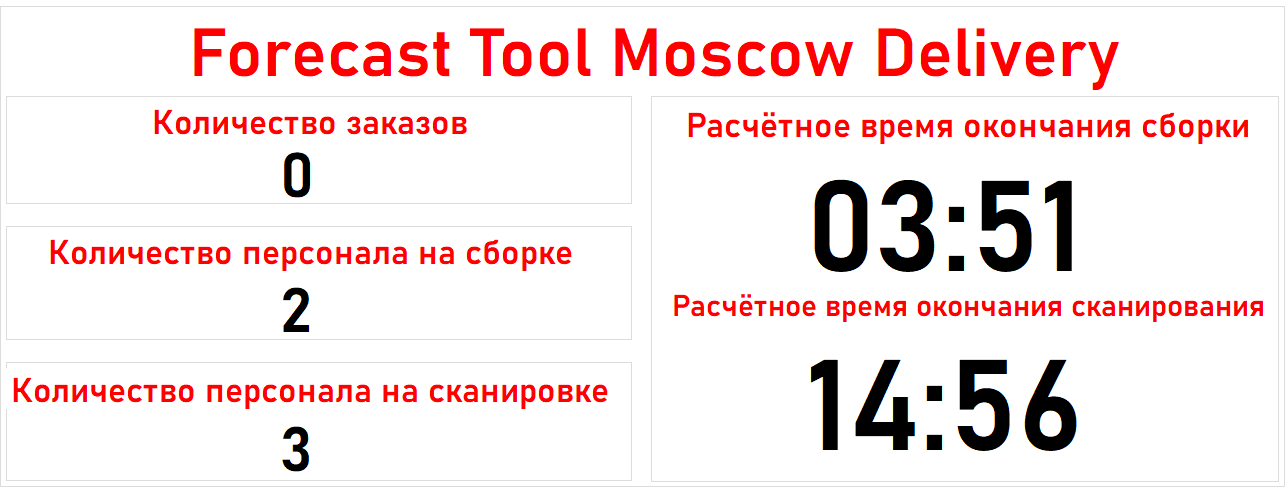 Forecast Tool Moscow Delivery
Количество заказов
0
Количество персонала на сборке
2
Количество персонала на сканировке
3
Расчётное время окончания сборки
03:51
Расчётное время окончания сканирования
14:56